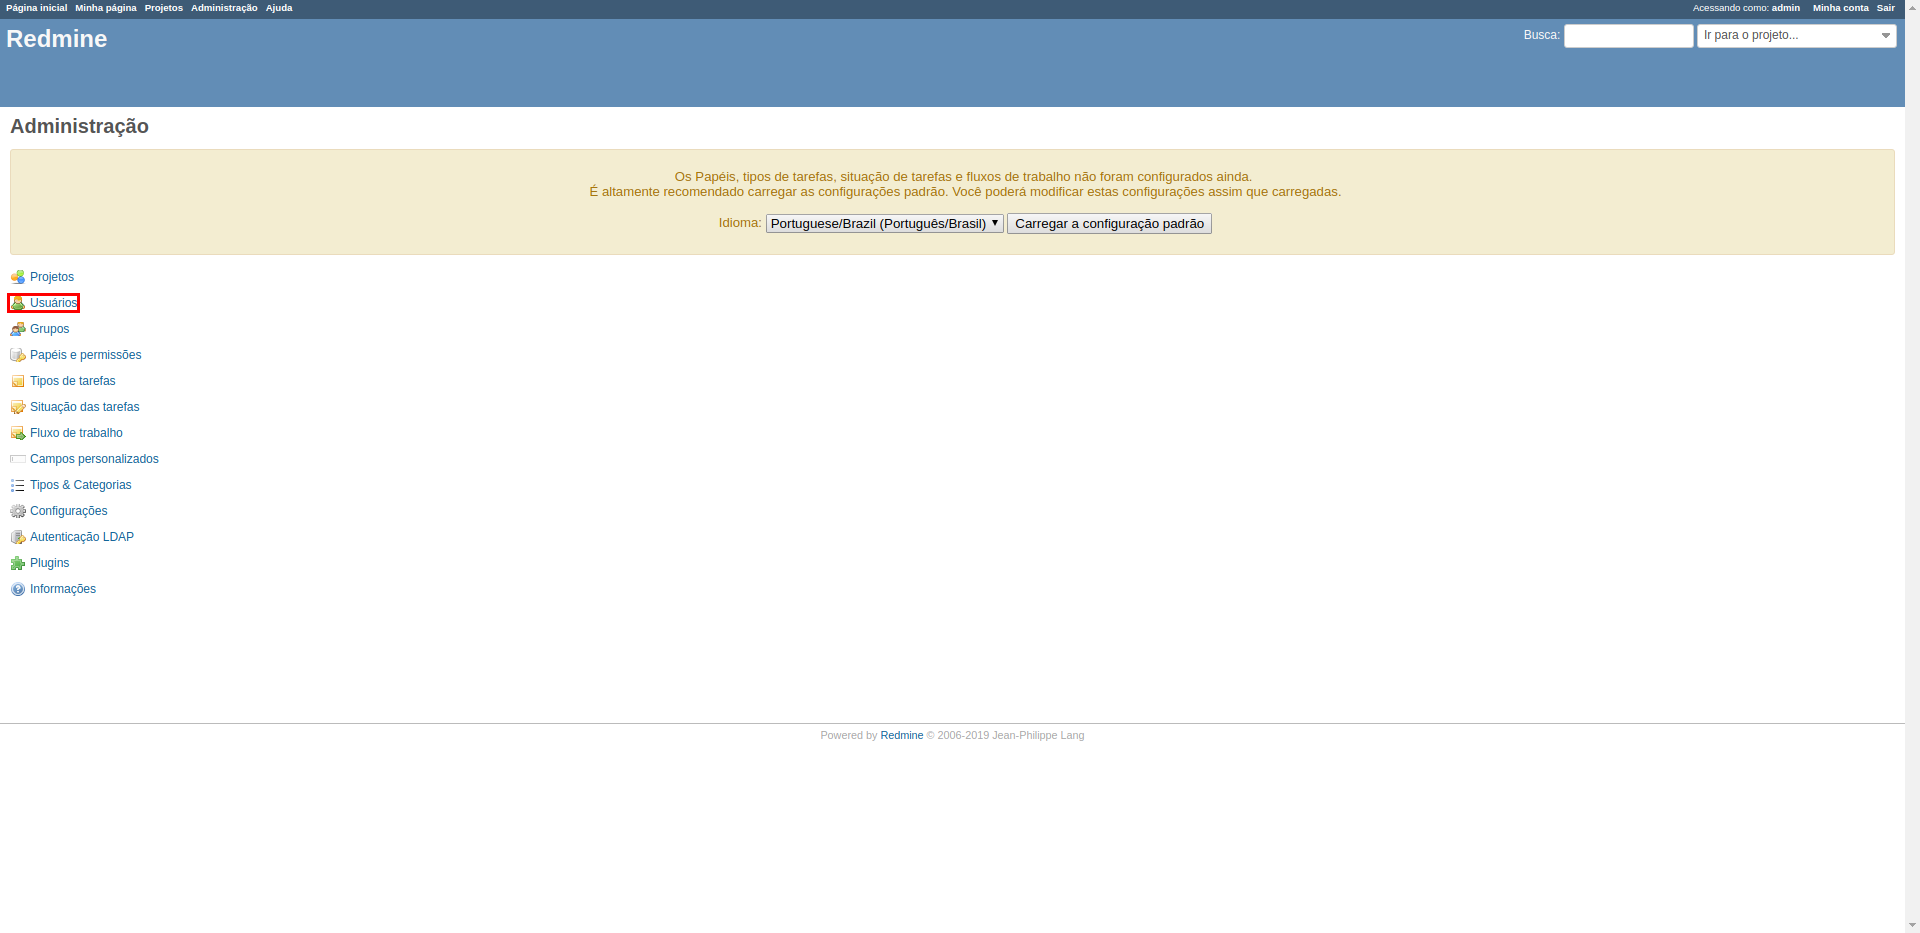 Página inicial Minha página Projetos Administração Ajuda Acessando como: admin Minha conta Sair
Redmine Busca: Ir para o projeto...
Administração
Os Papéis, tipos de tarefas, situação de tarefas e fluxos de trabalho não foram configurados ainda.
É altamente recomendado carregar as configurações padrão. Você poderá modificar estas configurações assim que carregadas.
Idioma: Portuguese/Brazil (Português/Brasil) Carregar a configuração padrão
Projetos
Usuários
Grupos
Papéis e permissões
Tipos de tarefas
Situação das tarefas
Fluxo de trabalho
Campos personalizados
Tipos & Categorias
Configurações
Autenticação LDAP
Plugins
Informações
Powered by Redmine © 2006-2019 Jean-Philippe Lang